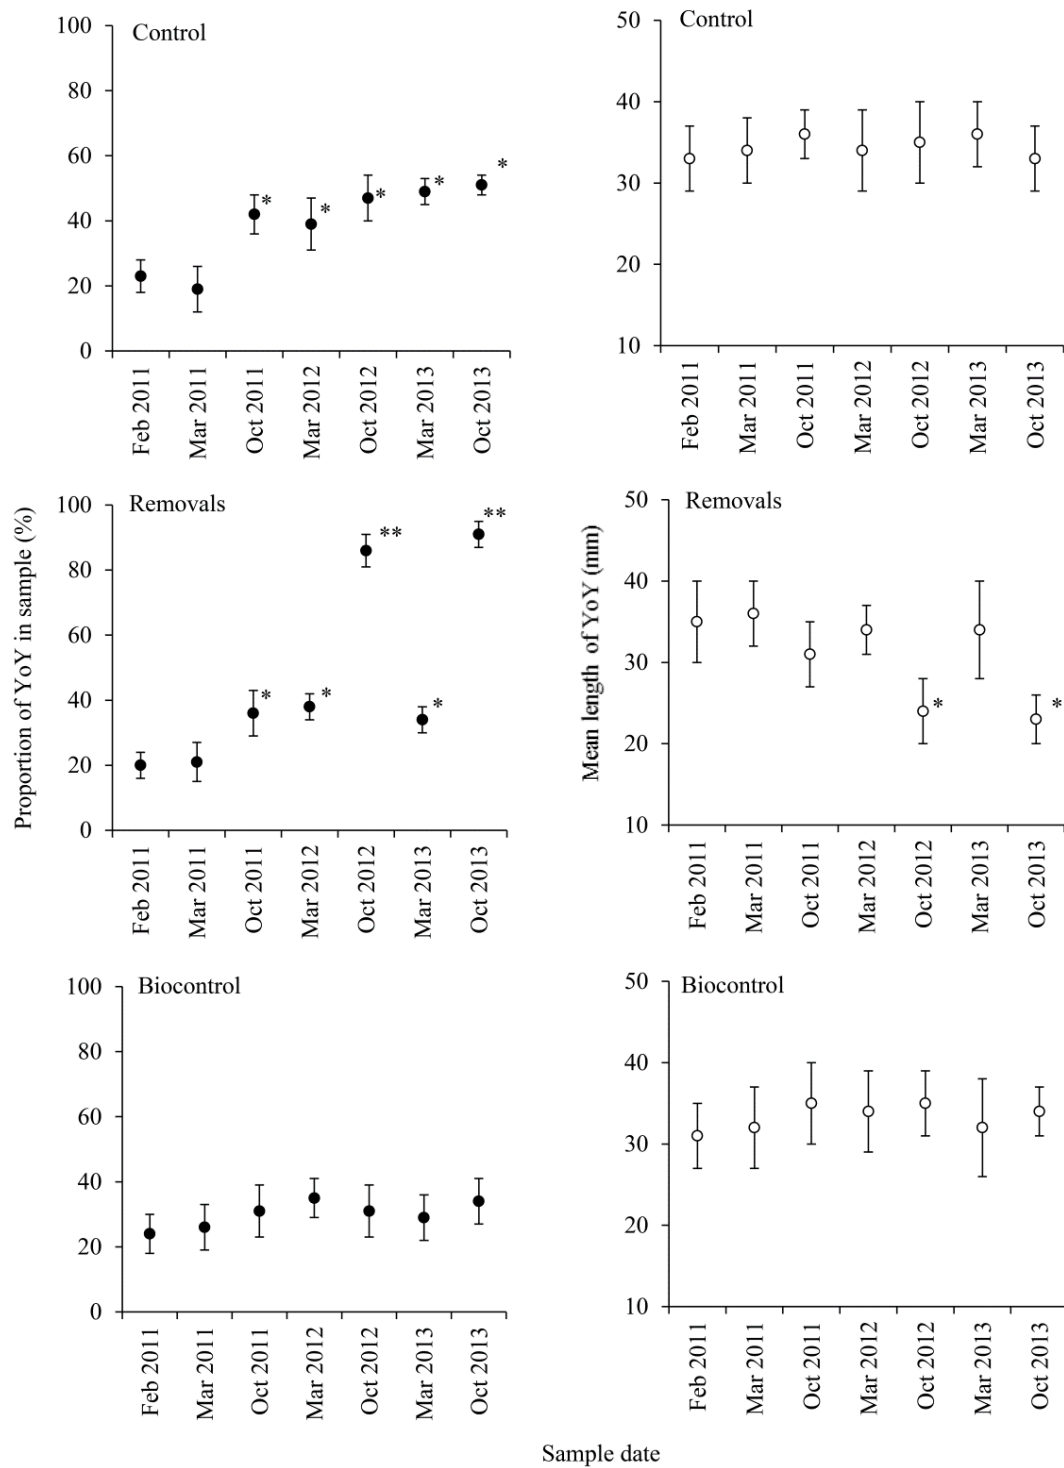 Control
100
80
60
40
20
0
*
*
*
*
*
Feb 2011
Mar 2011
Oct 2011
Mar 2012
Oct 2012
Mar 2013
Oct 2013
Control
50
40
30
20
10
Feb 2011
Mar 2011
Oct 2011
Mar 2012
Oct 2012
Mar 2013
Oct 2013
Proportion of YoY in sample (%)
Removals
100
80
60
40
20
0
*
*
**
*
**
Feb 2011
Mar 2011
Oct 2011
Mar 2012
Oct 2012
Mar 2013
Oct 2013
Mean length of YoY (mm)
Removals
50
40
30
20
10
*
*
Feb 2011
Mar 2011
Oct 2011
Mar 2012
Oct 2012
Mar 2013
Oct 2013
Biocontrol
100
80
60
40
20
0
Feb 2011
Mar 2011
Oct 2011
Mar 2012
Oct 2012
Mar 2013
Oct 2013
Biocontrol
50
40
30
20
10
Feb 2011
Mar 2011
Oct 2011
Mar 2012
Oct 2012
Mar 2013
Oct 2013
Sample date